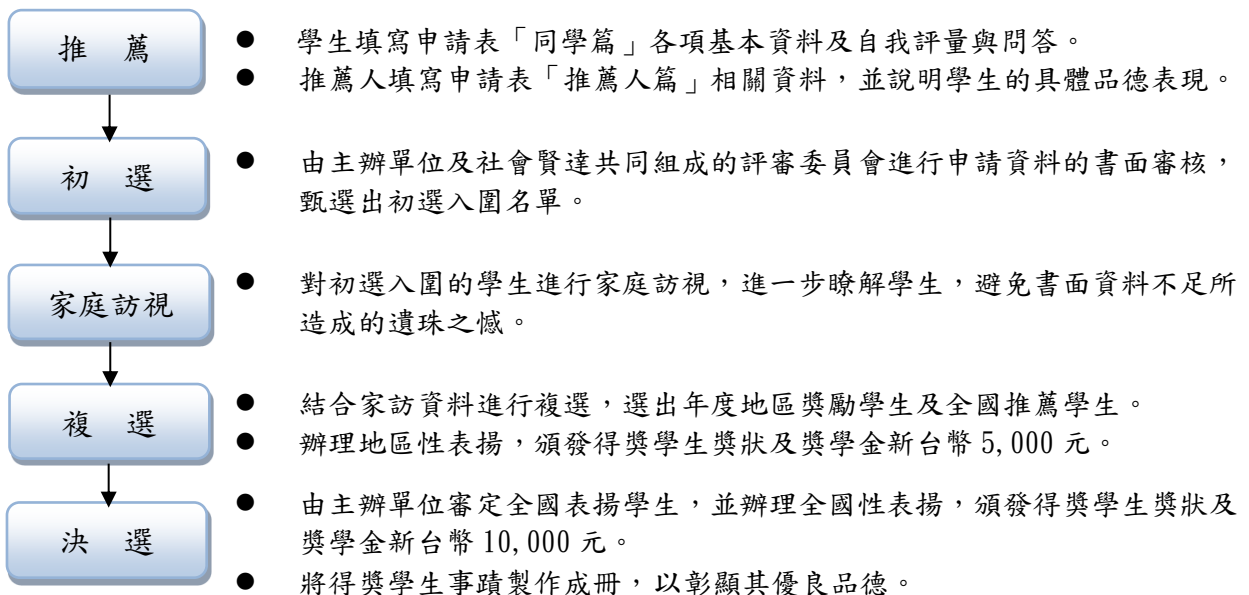 推 薦
● 學生填寫申請表「同學篇」各項基本資料及自我評量與問答。
● 推薦人填寫申請表「推薦人篇」相關資料，並說明學生的具體品德表現。
初 選
● 由主辦單位及社會賢達共同組成的評審委員會進行申請資料的書面審核，
甄選出初選入圍名單。
家庭訪視
● 對初選入圍的學生進行家庭訪視，進一步瞭解學生，避免書面資料不足所
造成的遺珠之憾。
複 選
● 結合家訪資料進行複選，選出年度地區獎勵學生及全國推薦學生。
● 辦理地區性表揚，頒發得獎學生獎狀及獎學金新台幣 5,000 元。
決 選
● 由主辦單位審定全國表揚學生，並辦理全國性表揚，頒發得獎學生獎狀及
獎學金新台幣 10,000 元。
● 將得獎學生事蹟製作成冊，以彰顯其優良品德。